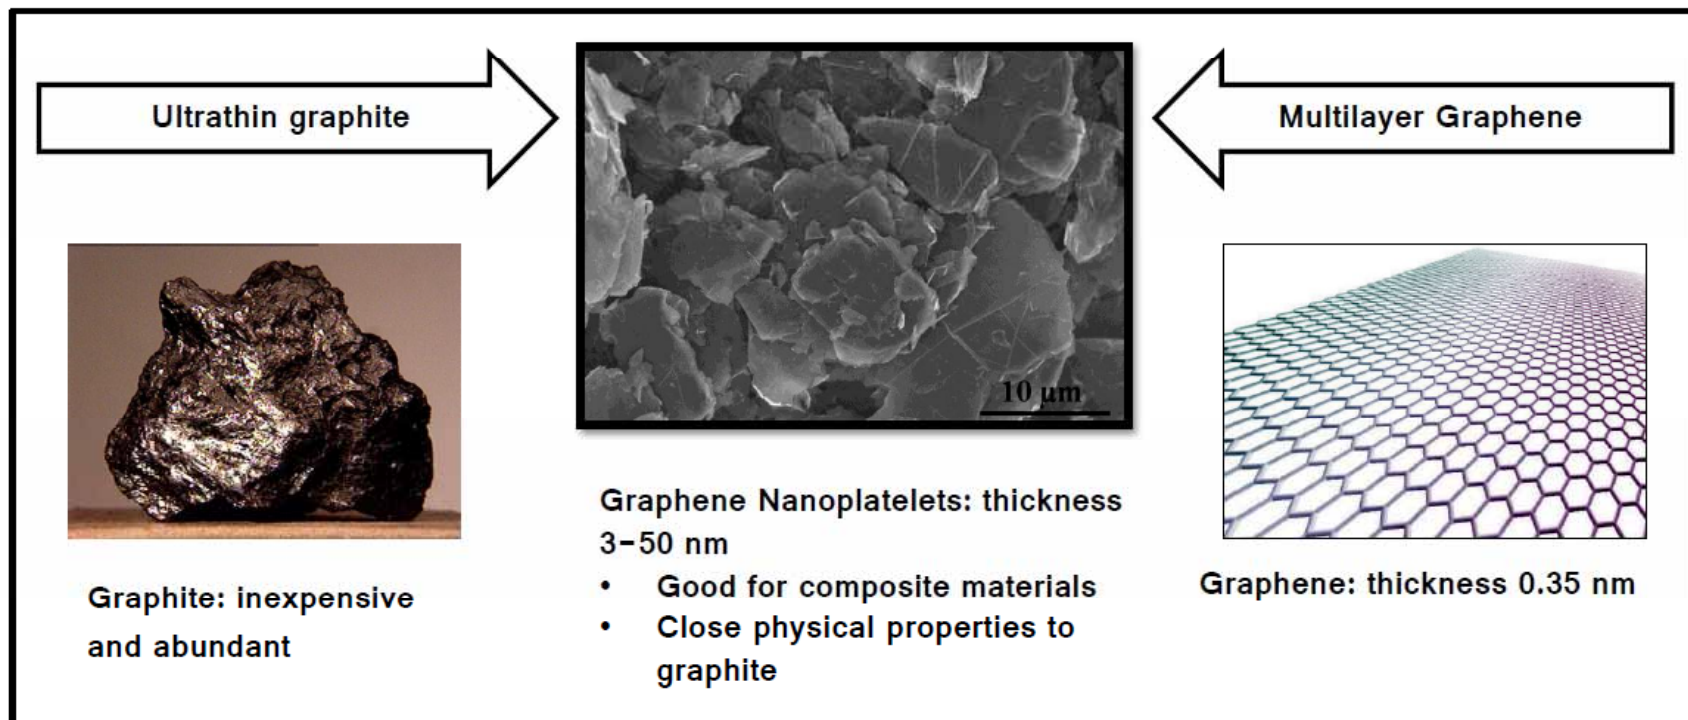 Ultrathin graphite
Multilayer Graphene
10 µm
Graphene Nanoplatelets: thickness
3-50 nm
• Good for composite materials
• Close physical properties to
graphite
Graphite: inexpensive
and abundant
Graphene: thickness 0.35 nm